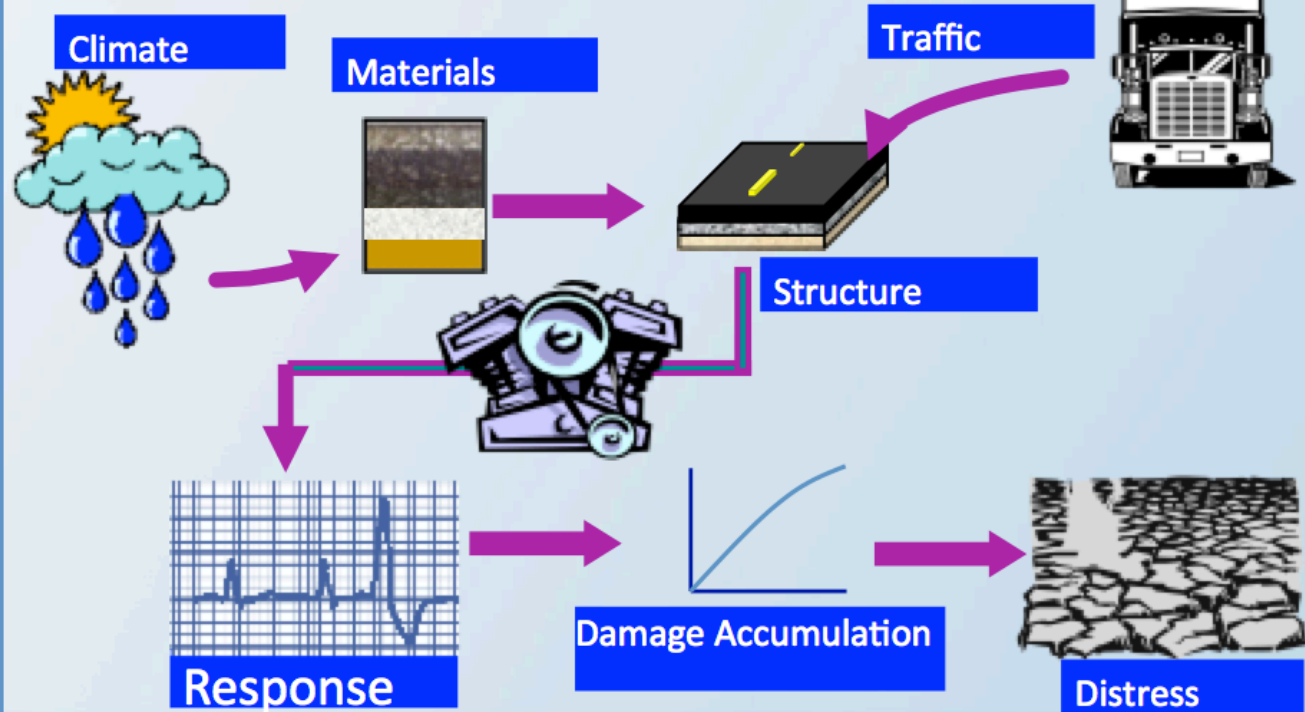 Climate
Materials
Traffic
Structure
Response
Damage Accumulation
Distress